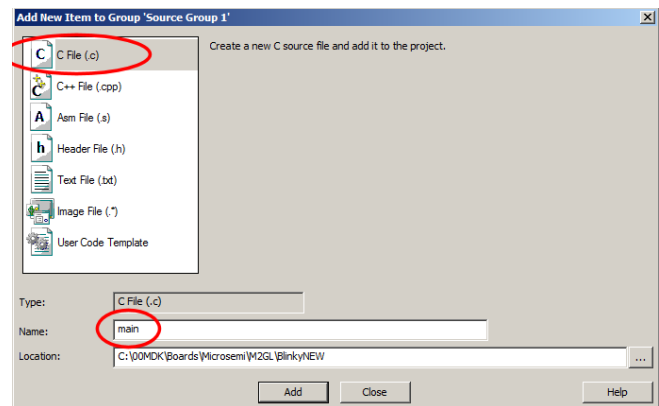 Add New Item to Group 'Source Group 1'
C File (.c)
Create a new C source file and add it to the project.
C++ File (.cpp)
Asm File (.s)
Header File (.h)
Text File (.txt)
Image File (.*)
User Code Template
Type:
C File (.c)
Name:
main
Location:
C:\00MDK\Boards\Microsemi\M2GL\BlinkyNEW
...
Add
Close
Help